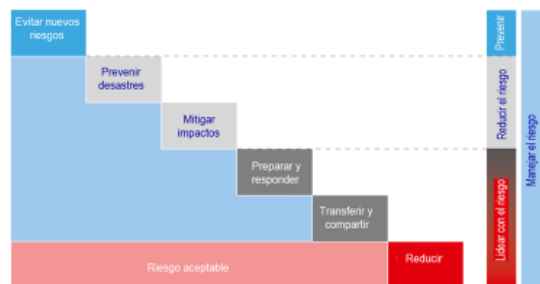 Evitar nuevos
riesgos
Prevenir
desastres
Mitigar
impactos
Preparar y
responder
Transferir y
compartir
Riesgo aceptable
Reducir
Prevenir
Reducir el riesgo
Lidear con el riesgo
Manejar el riesgo